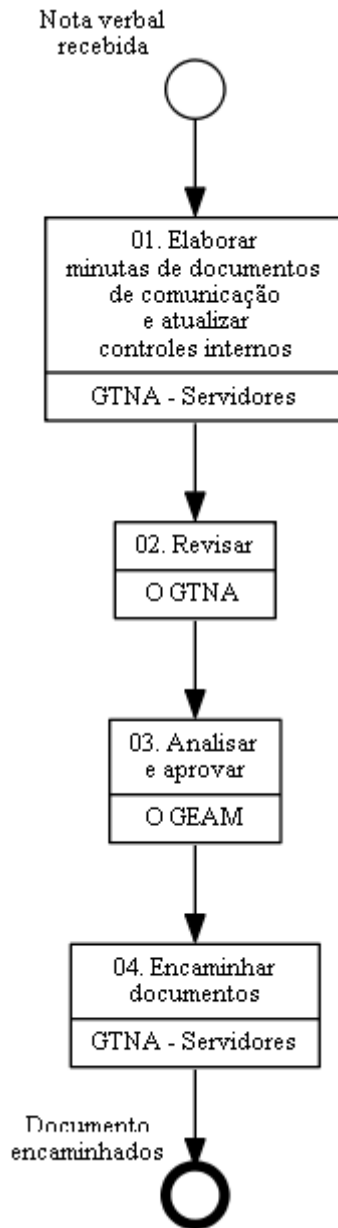 Nota verbal
recebida
01. Elaborar
minutas de documentos
de comunicação
e atualizar
controles internos
GTNA - Servidores
02. Revisar
O GTNA
03. Analisar
e aprovar
O GEAM
04. Encaminhar
documentos
GTNA - Servidores
Documento
encaminhados